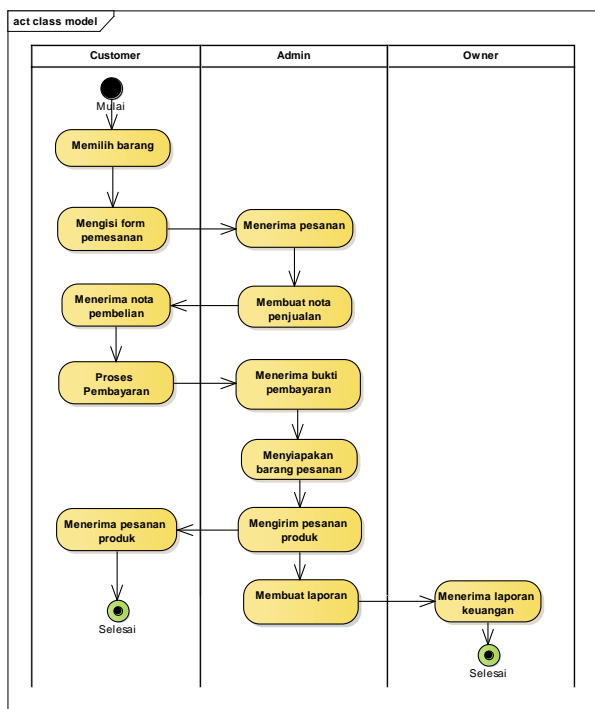 act class model
Customer
Admin
Owner
Mulai
Memilih barang
Mengisi form
pemesanan
Menerima pesanan
Menerima nota
pembelian
Membuat nota
penjualan
Proses
Pembayaran
Menerima bukti
pembayaran
Menyiapakan
barang pesanan
Menerima pesanan
produk
Mengirim pesanan
produk
Membuat laporan
Menerima laporan
keuangan
Selesai
Selesai